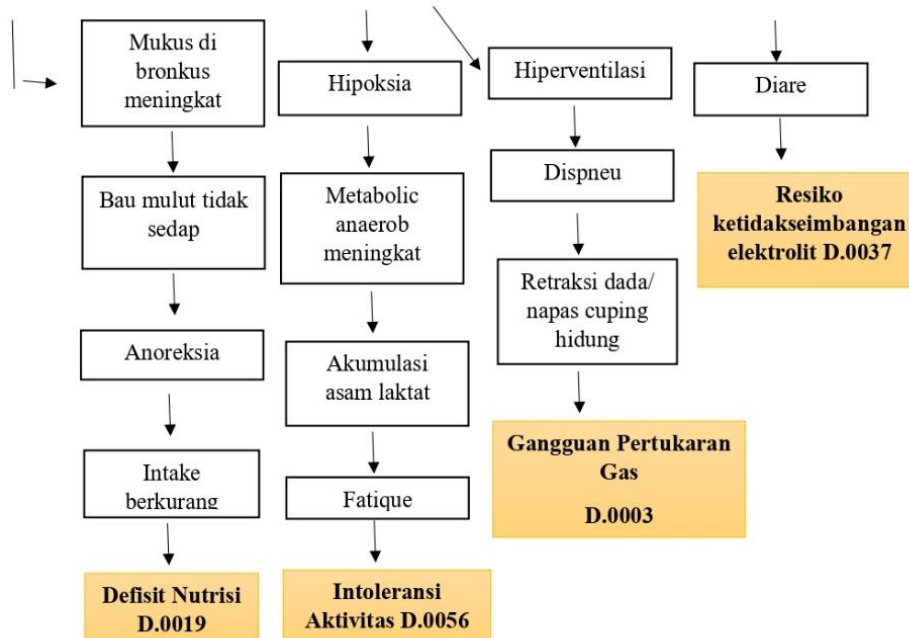 Mukus di
bronkus
meningkat
Bau mulut tidak
sedap
Anoreksia
Intake
berkurang
Defisit Nutrisi
D.0019
Hipoksia
Metabolic
anaerob
meningkat
Akumulasi
asam laktat
Fatique
Intoleransi
Aktivitas D.0056
Hiperventilasi
Dispneu
Retraksi dada/
napas cuping
hidung
Gangguan Pertukaran
Gas
D.0003
Diare
Resiko
ketidakseimbangan
elektrolit D.0037